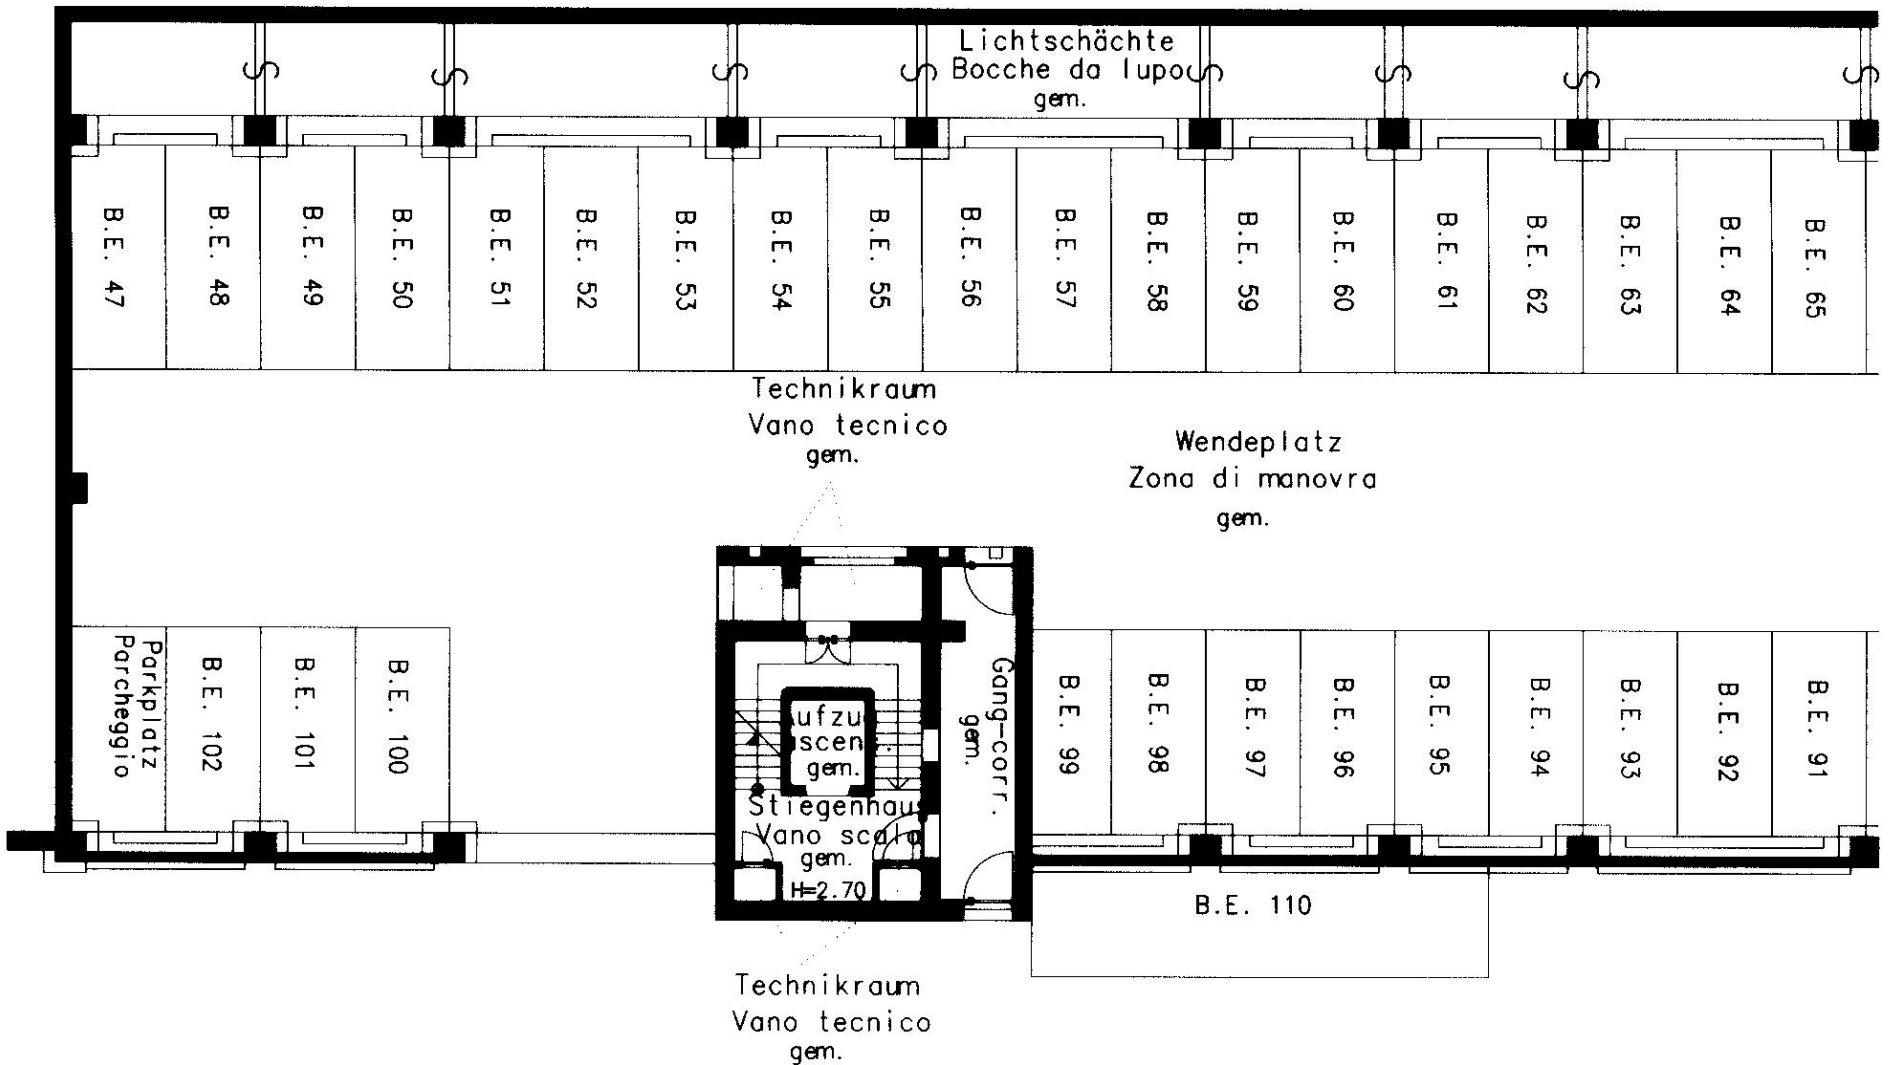 Lichtschächte
Bocche da lupo
gem.
B.E. 47
B.E. 48
B.E. 49
B.E. 50
B.E. 51
B.E. 52
B.E. 53
B.E. 54
B.E. 55
B.E. 56
B.E. 57
B.E. 58
B.E. 59
B.E. 60
B.E. 61
B.E. 62
B.E. 63
B.E. 64
B.E. 65
Technikraum
Vano tecnico
gem.
Wendeplatz
Zona di manovra
gem.
Parkplatz
Parcheggio
B.E. 102
B.E. 101
B.E. 100
gem.
Stiegenhaus
Vano scala
gem.
H=2.70
Gang-corr.
gem.
B.E. 99
B.E. 98
B.E. 97
B.E. 96
B.E. 95
B.E. 94
B.E. 93
B.E. 92
B.E. 91
B.E. 110
Technikraum
Vano tecnico
gem.